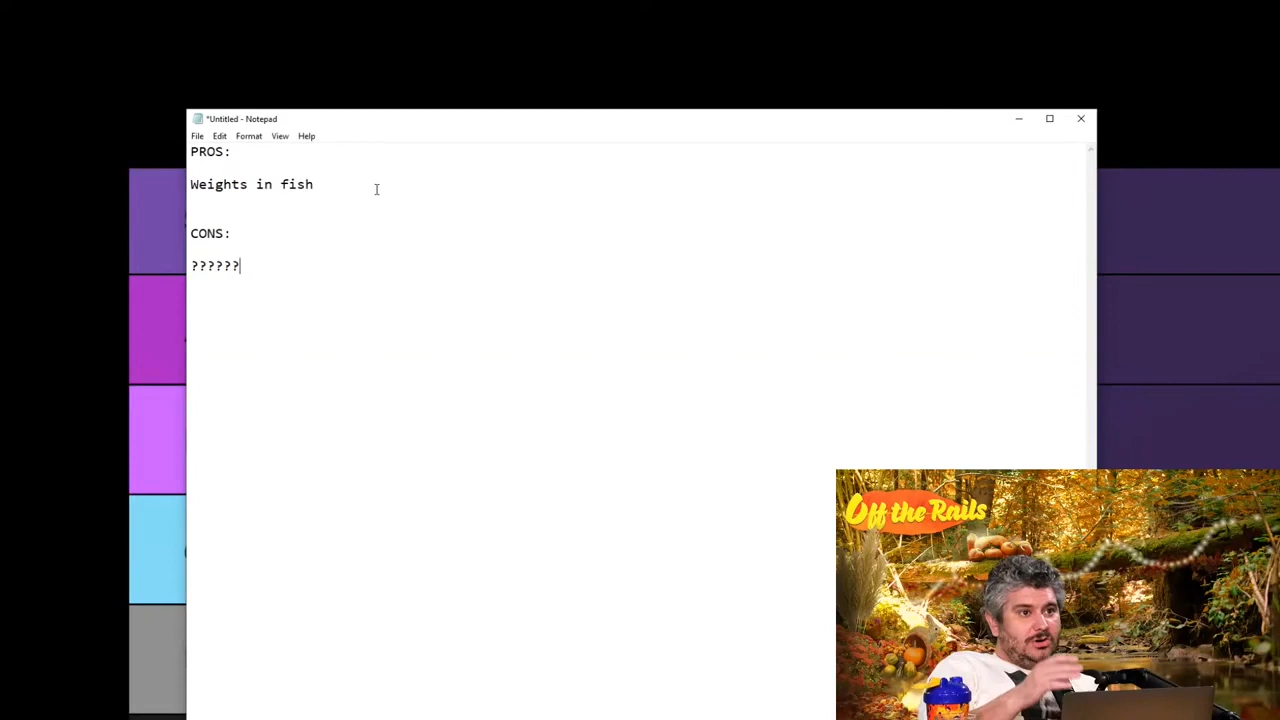 *Untitled - Notepad
File Edit Format View Help
PROS:
Weights in fish
CONS:
??????
Off the Rails